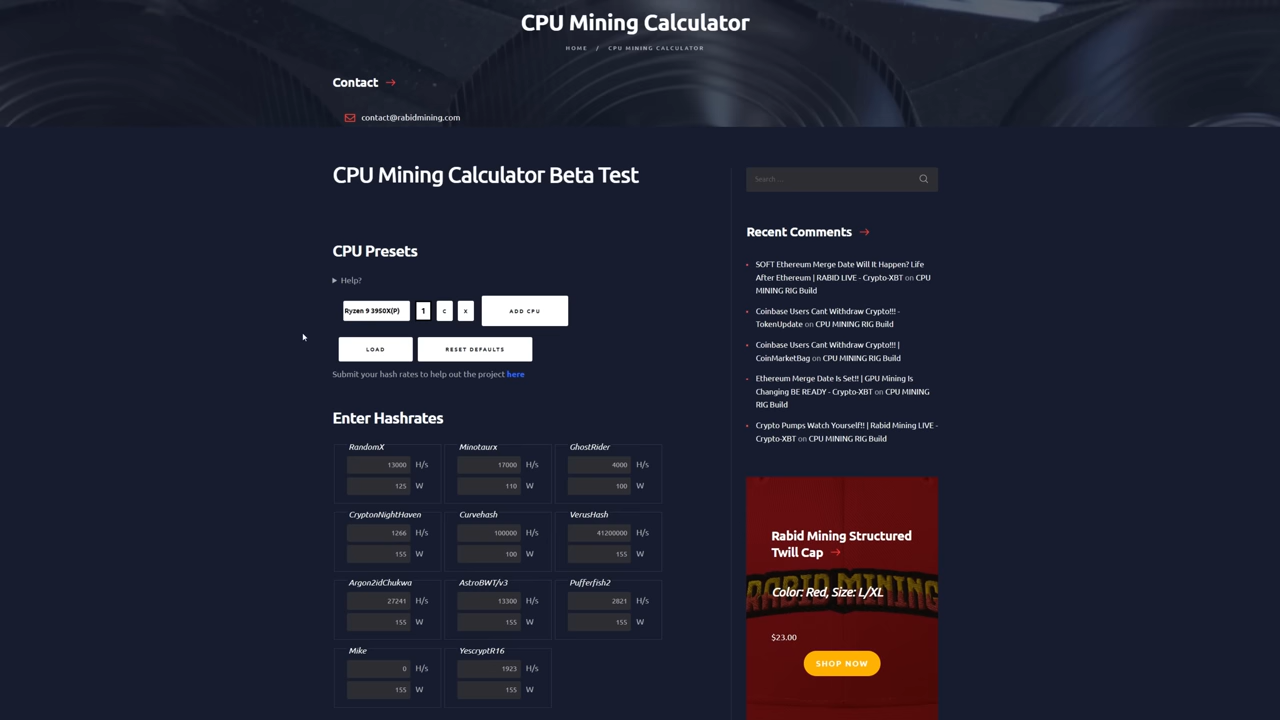 CPU Mining Calculator
HOME / CPU MINING CALCULATOR
Contact
contact@rabidmining.com
CPU Mining Calculator Beta Test
CPU Presets
Help?
Ryzen 9 3950X(P) 1 C X ADD CPU
LOAD RESET DEFAULTS
Submit your hash rates to help out the project here
Enter Hashrates
RandomX Minotaurx GhostRider
13000 H/s 17000 H/s 4000 H/s
125 W 110 W 100 W
CryptonNightHaven Curvehash VerusHash
1266 H/s 100000 H/s 41200000 H/s
155 W 100 W 155 W
Argon2idChukwa AstroBWT/v3 Pufferfish2
27241 H/s 13300 H/s 2821 H/s
155 W 155 W 155 W
Mike YescryptR16
0 H/s 1923 H/s
155 W 155 W
Search ...
Recent Comments
SOFT Ethereum Merge Date Will It Happen? Life
After Ethereum | RABID LIVE - Crypto-XBT on CPU
MINING RIG Build
Coinbase Users Cant Withdraw Crypto!!! -
TokenUpdate on CPU MINING RIG Build
Coinbase Users Cant Withdraw Crypto!!! |
CoinMarketBag on CPU MINING RIG Build
Ethereum Merge Date Is Set!! | GPU Mining Is
Changing BE READY - Crypto-XBT on CPU MINING
RIG Build
Crypto Pumps Watch Yourself!! | Rabid Mining LIVE -
Crypto-XBT on CPU MINING RIG Build
Rabid Mining Structured
Twill Cap
RABID MINING
Color: Red, Size: L/XL
$23.00
SHOP NOW